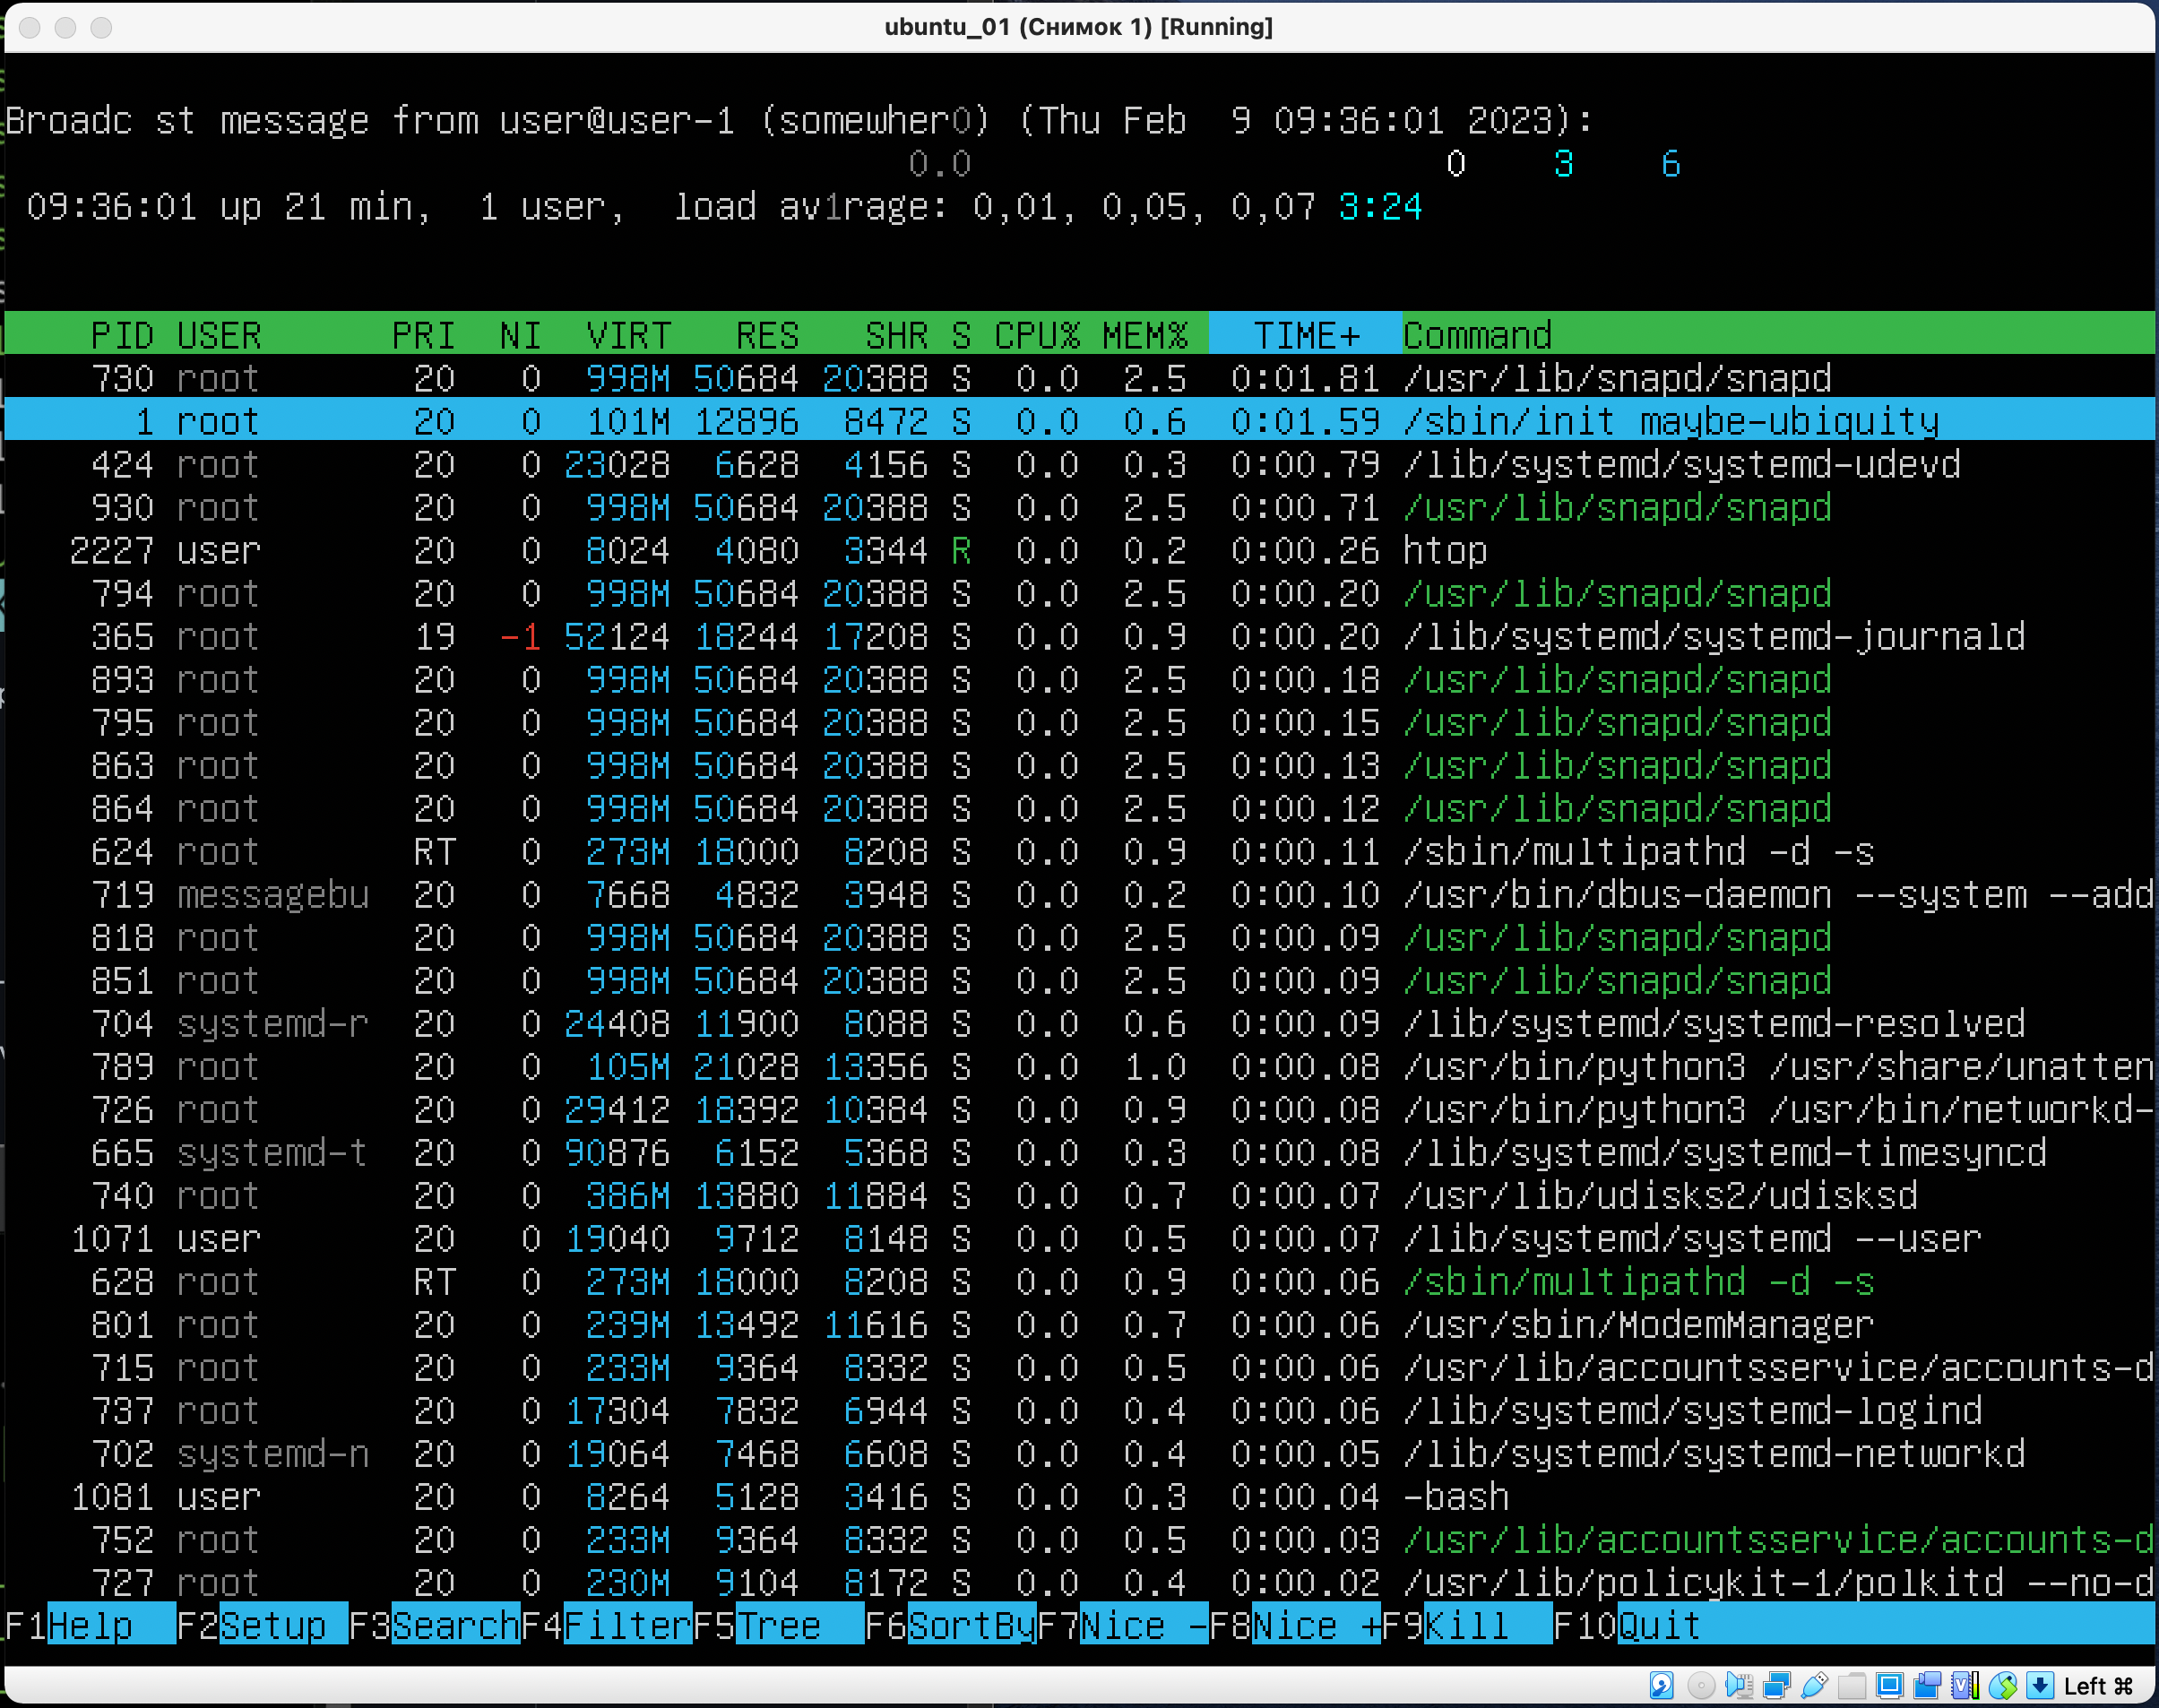 ubuntu_01 (Снимок 1) [Running]
Broadc st message from user@user-1 (somewher0) (Thu Feb  9 09:36:01 2023):
0.0 0 3 6
09:36:01 up 21 min,  1 user,  load av1rage: 0,01, 0,05, 0,07 3:24
PID USER PRI NI VIRT RES SHR S CPU% MEM% TIME+ Command
730 root 20 0 998M 50684 20388 S 0.0 2.5 0:01.81 /usr/lib/snapd/snapd
1 root 20 0 101M 12896 8472 S 0.0 0.6 0:01.59 /sbin/init maybe-ubiquity
424 root 20 0 23028 6628 4156 S 0.0 0.3 0:00.79 /lib/systemd/systemd-udevd
930 root 20 0 998M 50684 20388 S 0.0 2.5 0:00.71 /usr/lib/snapd/snapd
2227 user 20 0 8024 4080 3344 R 0.0 0.2 0:00.26 htop
794 root 20 0 998M 50684 20388 S 0.0 2.5 0:00.20 /usr/lib/snapd/snapd
365 root 19 -1 52124 18244 17208 S 0.0 0.9 0:00.20 /lib/systemd/systemd-journald
893 root 20 0 998M 50684 20388 S 0.0 2.5 0:00.18 /usr/lib/snapd/snapd
795 root 20 0 998M 50684 20388 S 0.0 2.5 0:00.15 /usr/lib/snapd/snapd
863 root 20 0 998M 50684 20388 S 0.0 2.5 0:00.13 /usr/lib/snapd/snapd
864 root 20 0 998M 50684 20388 S 0.0 2.5 0:00.12 /usr/lib/snapd/snapd
624 root RT 0 273M 18000 8208 S 0.0 0.9 0:00.11 /sbin/multipathd -d -s
719 messagebu 20 0 7668 4832 3948 S 0.0 0.2 0:00.10 /usr/bin/dbus-daemon --system --add
818 root 20 0 998M 50684 20388 S 0.0 2.5 0:00.09 /usr/lib/snapd/snapd
851 root 20 0 998M 50684 20388 S 0.0 2.5 0:00.09 /usr/lib/snapd/snapd
704 systemd-r 20 0 24408 11900 8088 S 0.0 0.6 0:00.09 /lib/systemd/systemd-resolved
789 root 20 0 105M 21028 13356 S 0.0 1.0 0:00.08 /usr/bin/python3 /usr/share/unatten
726 root 20 0 29412 18392 10384 S 0.0 0.9 0:00.08 /usr/bin/python3 /usr/bin/networkd-
665 systemd-t 20 0 90876 6152 5368 S 0.0 0.3 0:00.08 /lib/systemd/systemd-timesyncd
740 root 20 0 386M 13880 11884 S 0.0 0.7 0:00.07 /usr/lib/udisks2/udisksd
1071 user 20 0 19040 9712 8148 S 0.0 0.5 0:00.07 /lib/systemd/systemd --user
628 root RT 0 273M 18000 8208 S 0.0 0.9 0:00.06 /sbin/multipathd -d -s
801 root 20 0 239M 13492 11616 S 0.0 0.7 0:00.06 /usr/sbin/ModemManager
715 root 20 0 233M 9364 8332 S 0.0 0.5 0:00.06 /usr/lib/accountsservice/accounts-d
737 root 20 0 17304 7832 6944 S 0.0 0.4 0:00.06 /lib/systemd/systemd-logind
702 systemd-n 20 0 19064 7468 6608 S 0.0 0.4 0:00.05 /lib/systemd/systemd-networkd
1081 user 20 0 8264 5128 3416 S 0.0 0.3 0:00.04 -bash
752 root 20 0 233M 9364 8332 S 0.0 0.5 0:00.03 /usr/lib/accountsservice/accounts-d
727 root 20 0 230M 9104 8172 S 0.0 0.4 0:00.02 /usr/lib/policykit-1/polkitd --no-d
F1Help F2Setup F3SearchF4FilterF5Tree F6SortByF7Nice -F8Nice +F9Kill F10Quit
Left ⌘